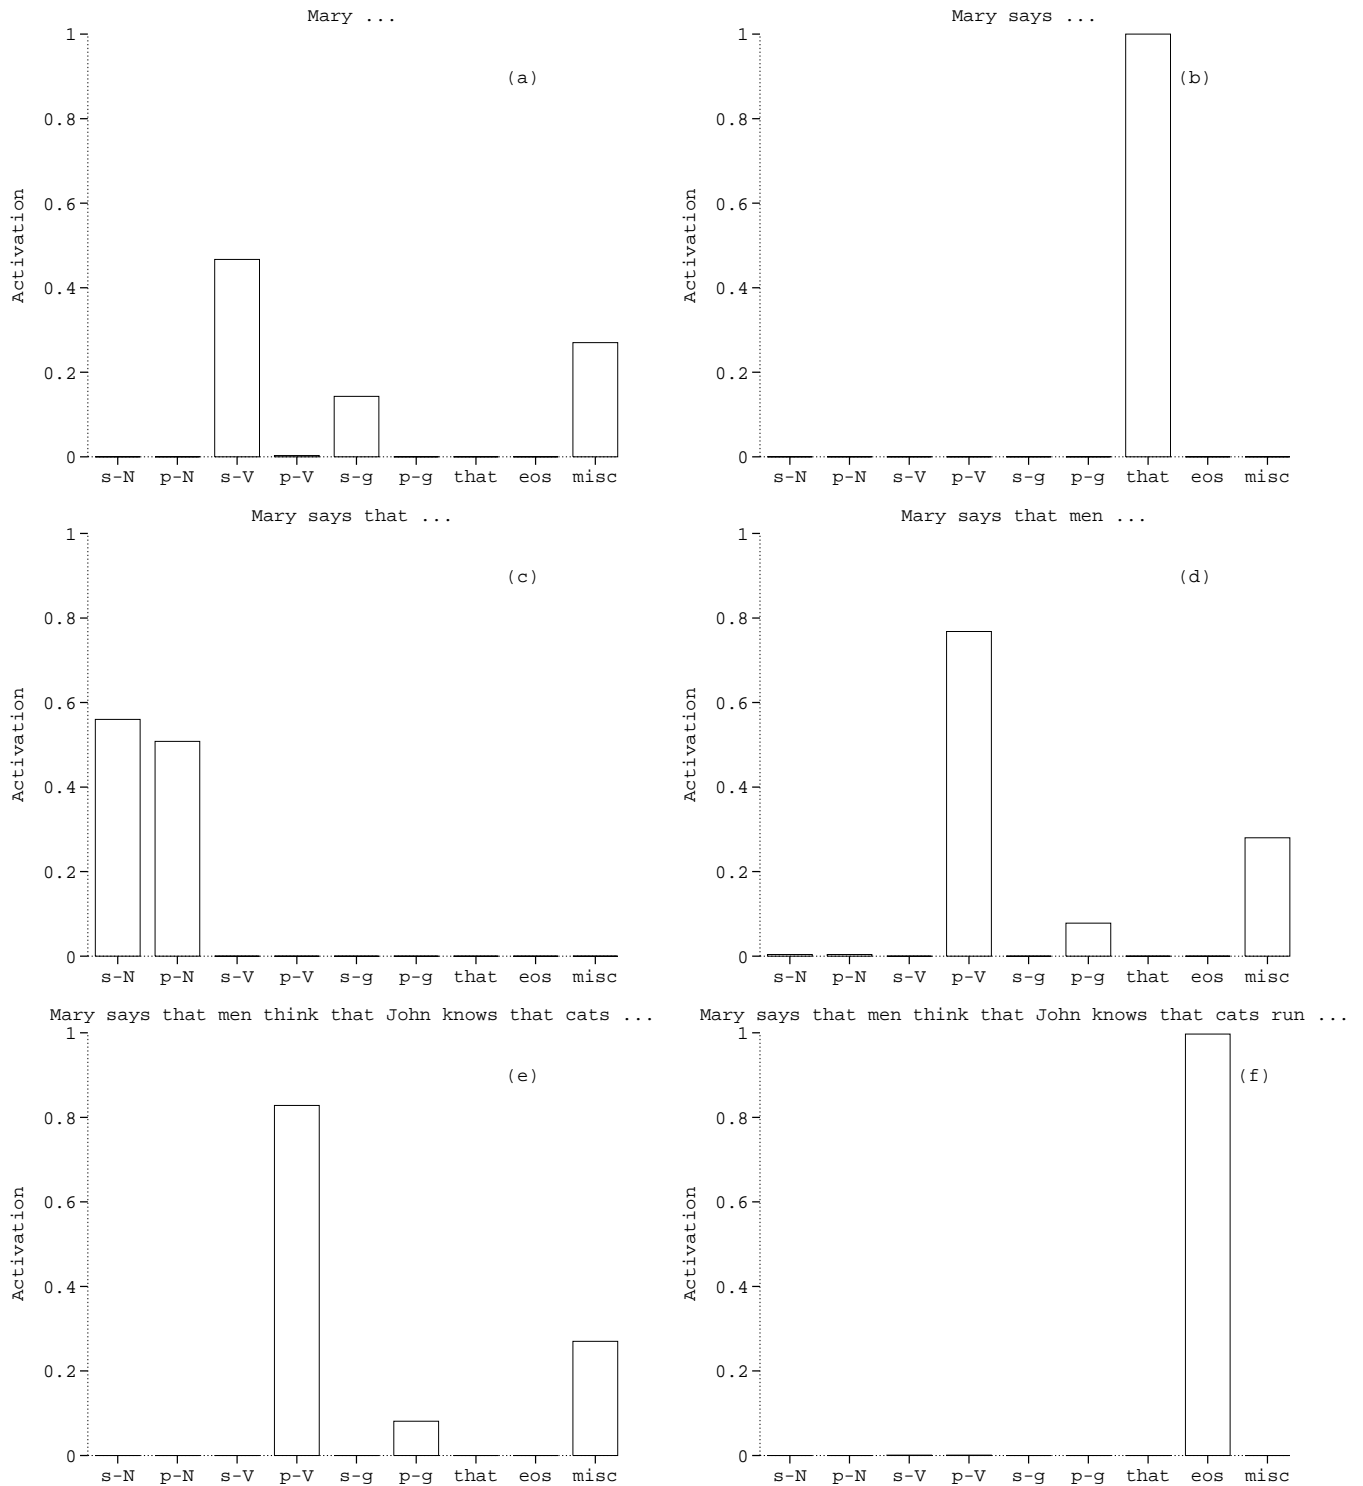 Mary ...
(a)
Activation
1
0.8
0.6
0.4
0.2
0
s-N p-N s-V p-V s-g p-g that eos misc
Mary says ...
(b)
Activation
1
0.8
0.6
0.4
0.2
0
s-N p-N s-V p-V s-g p-g that eos misc
Mary says that ...
(c)
Activation
1
0.8
0.6
0.4
0.2
0
s-N p-N s-V p-V s-g p-g that eos misc
Mary says that men ...
(d)
Activation
1
0.8
0.6
0.4
0.2
0
s-N p-N s-V p-V s-g p-g that eos misc
Mary says that men think that John knows that cats ...
(e)
Activation
1
0.8
0.6
0.4
0.2
0
s-N p-N s-V p-V s-g p-g that eos misc
Mary says that men think that John knows that cats run ...
(f)
Activation
1
0.8
0.6
0.4
0.2
0
s-N p-N s-V p-V s-g p-g that eos misc